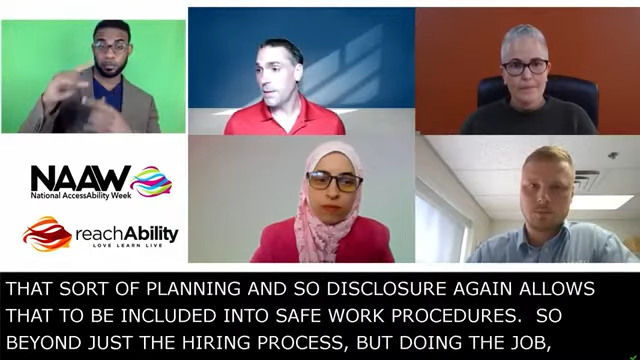 NAAW
National AccessAbility Week
reachAbility
LOVE LEARN LIVE
THAT SORT OF PLANNING AND SO DISCLOSURE AGAIN ALLOWS
THAT TO BE INCLUDED INTO SAFE WORK PROCEDURES.  SO
BEYOND JUST THE HIRING PROCESS, BUT DOING THE JOB,